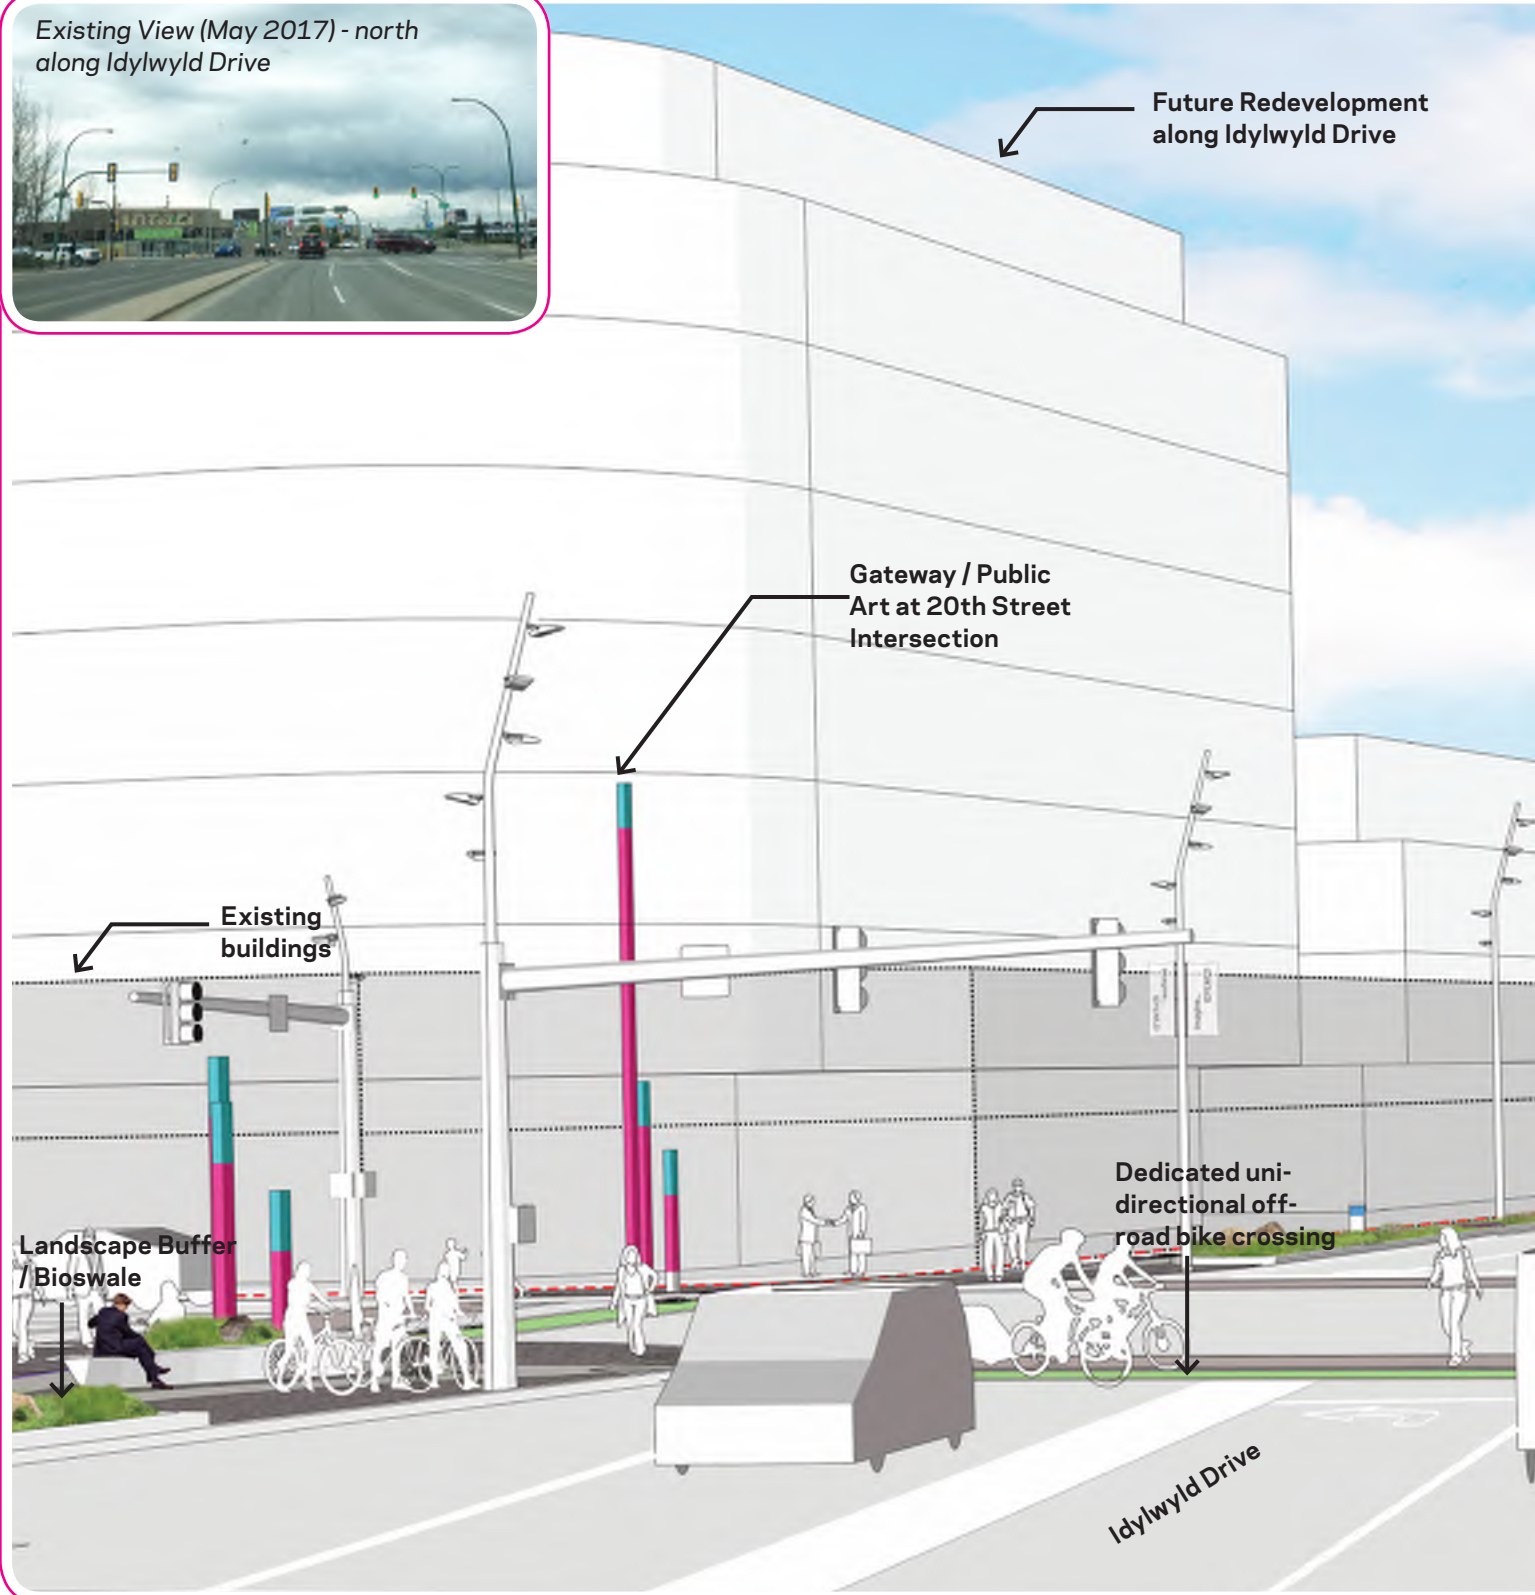 Existing View (May 2017) - north
along Idylwyld Drive
Future Redevelopment
along Idylwyld Drive
Gateway / Public
Art at 20th Street
Intersection
Existing
buildings
Dedicated uni-
directional off-
road bike crossing
Landscape Buffer
/ Bioswale
Idylwyld Drive